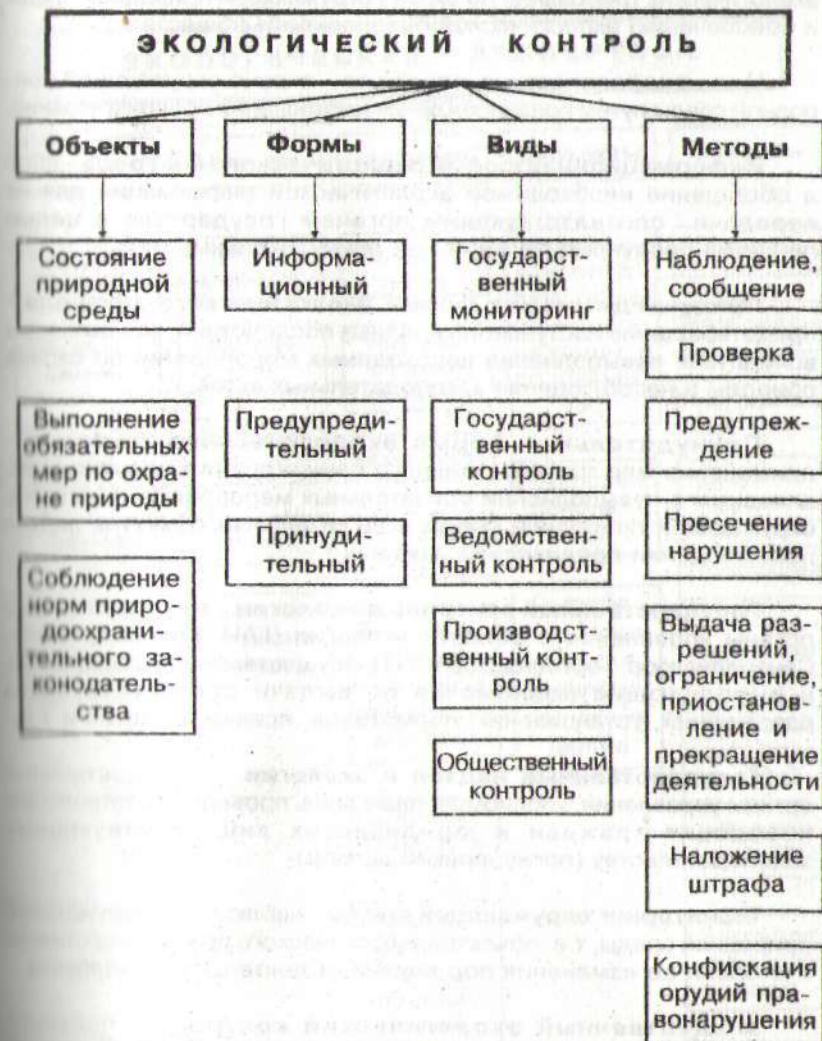 ЭКОЛОГИЧЕСКИЙ КОНТРОЛЬ
Объекты
Состояние
природной
среды
Выполнение
обязательных
мер по охра-
не природы
Соблюдение
норм приро-
доохрани-
тельного за-
конодатель-
ства
Формы
Информа-
ционный
Предупреди-
тельный
Принуди-
тельный
Виды
Государст-
венный
мониторинг
Государст-
венный
контроль
Ведомствен-
ный контроль
Производст-
венный конт-
роль
Общественный
контроль
Методы
Наблюдение,
сообщение
Проверка
Предупреж-
дение
Пресечение
нарушения
Выдача раз-
решений,
ограничение,
приостанов-
ление и
прекращение
деятельности
Наложение
штрафа
Конфискация
орудий пра-
вонарушения